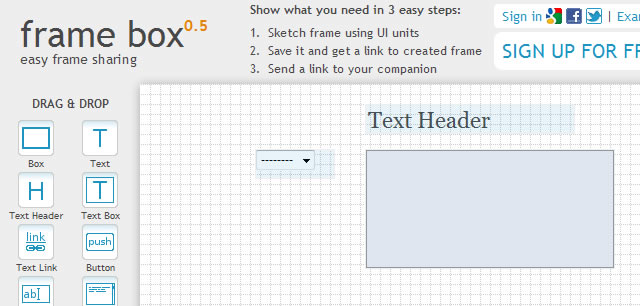 frame box 0.5
easy frame sharing
Show what you need in 3 easy steps:
1. Sketch frame using UI units
2. Save it and get a link to created frame
3. Send a link to your companion
Sign in | Exa
SIGN UP FOR FR
DRAG & DROP
Box
Text
Text Header
Text Box
Text Link
Button
T
H
T
link
push
ab
Text Header
--------